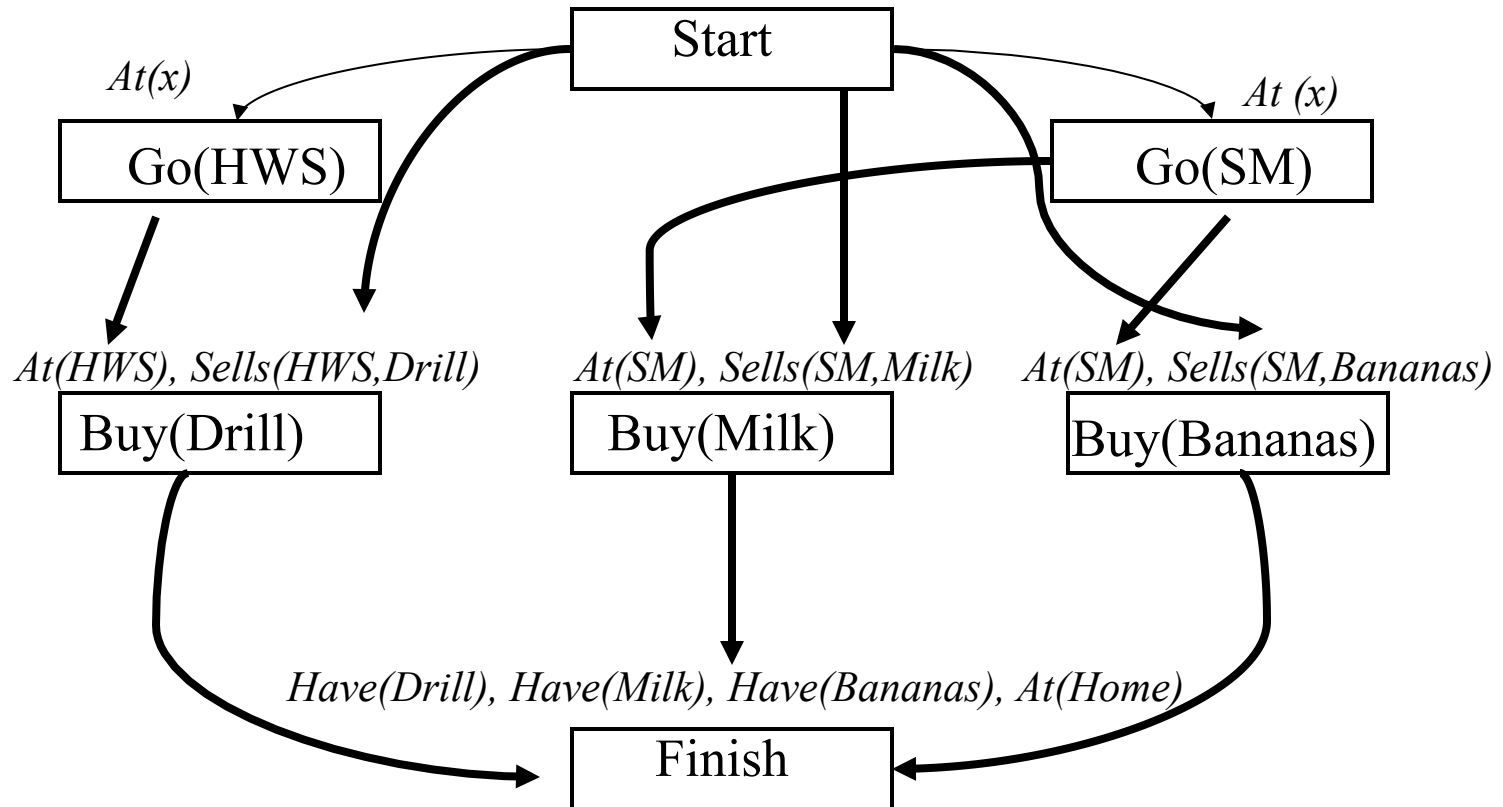 Start
At(x)
At (x)
Go(HWS)
Go(SM)
At(HWS), Sells(HWS,Drill)
At(SM), Sells(SM,Milk)
At(SM), Sells(SM,Bananas)
Buy(Drill)
Buy(Milk)
Buy(Bananas)
Have(Drill), Have(Milk), Have(Bananas), At(Home)
Finish